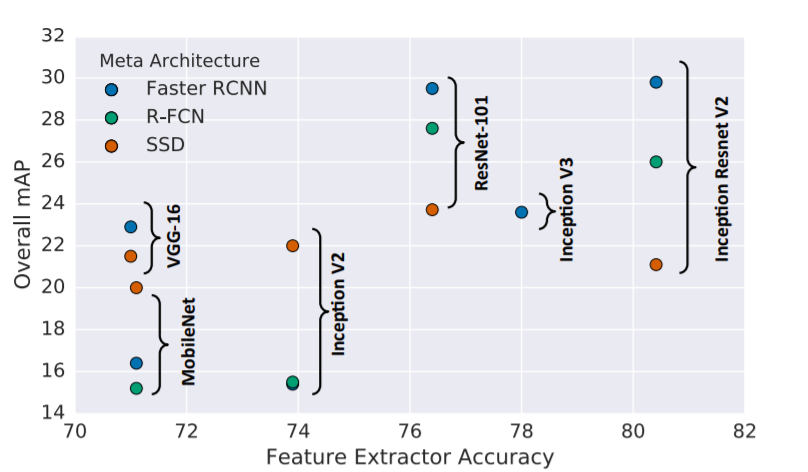 32
30
28
26
24
22
20
18
16
14
Overall mAP
Meta Architecture
Faster RCNN
R-FCN
SSD
VGG-16
MobileNet
Inception V2
ResNet-101
Inception V3
Inception Resnet V2
70 72 74 76 78 80 82
Feature Extractor Accuracy